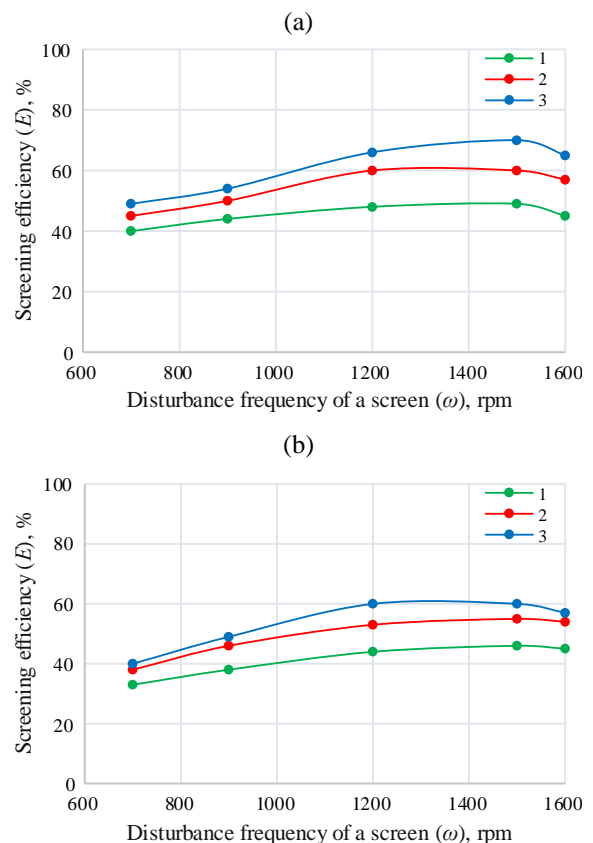 (a)
100
80
60
40
20
0
600 800 1000 1200 1400 1600
Screening efficiency (E), %
Disturbance frequency of a screen (ω), rpm
1
2
3
(b)
100
80
60
40
20
0
600 800 1000 1200 1400 1600
Screening efficiency (E), %
Disturbance frequency of a screen (ω), rpm
1
2
3